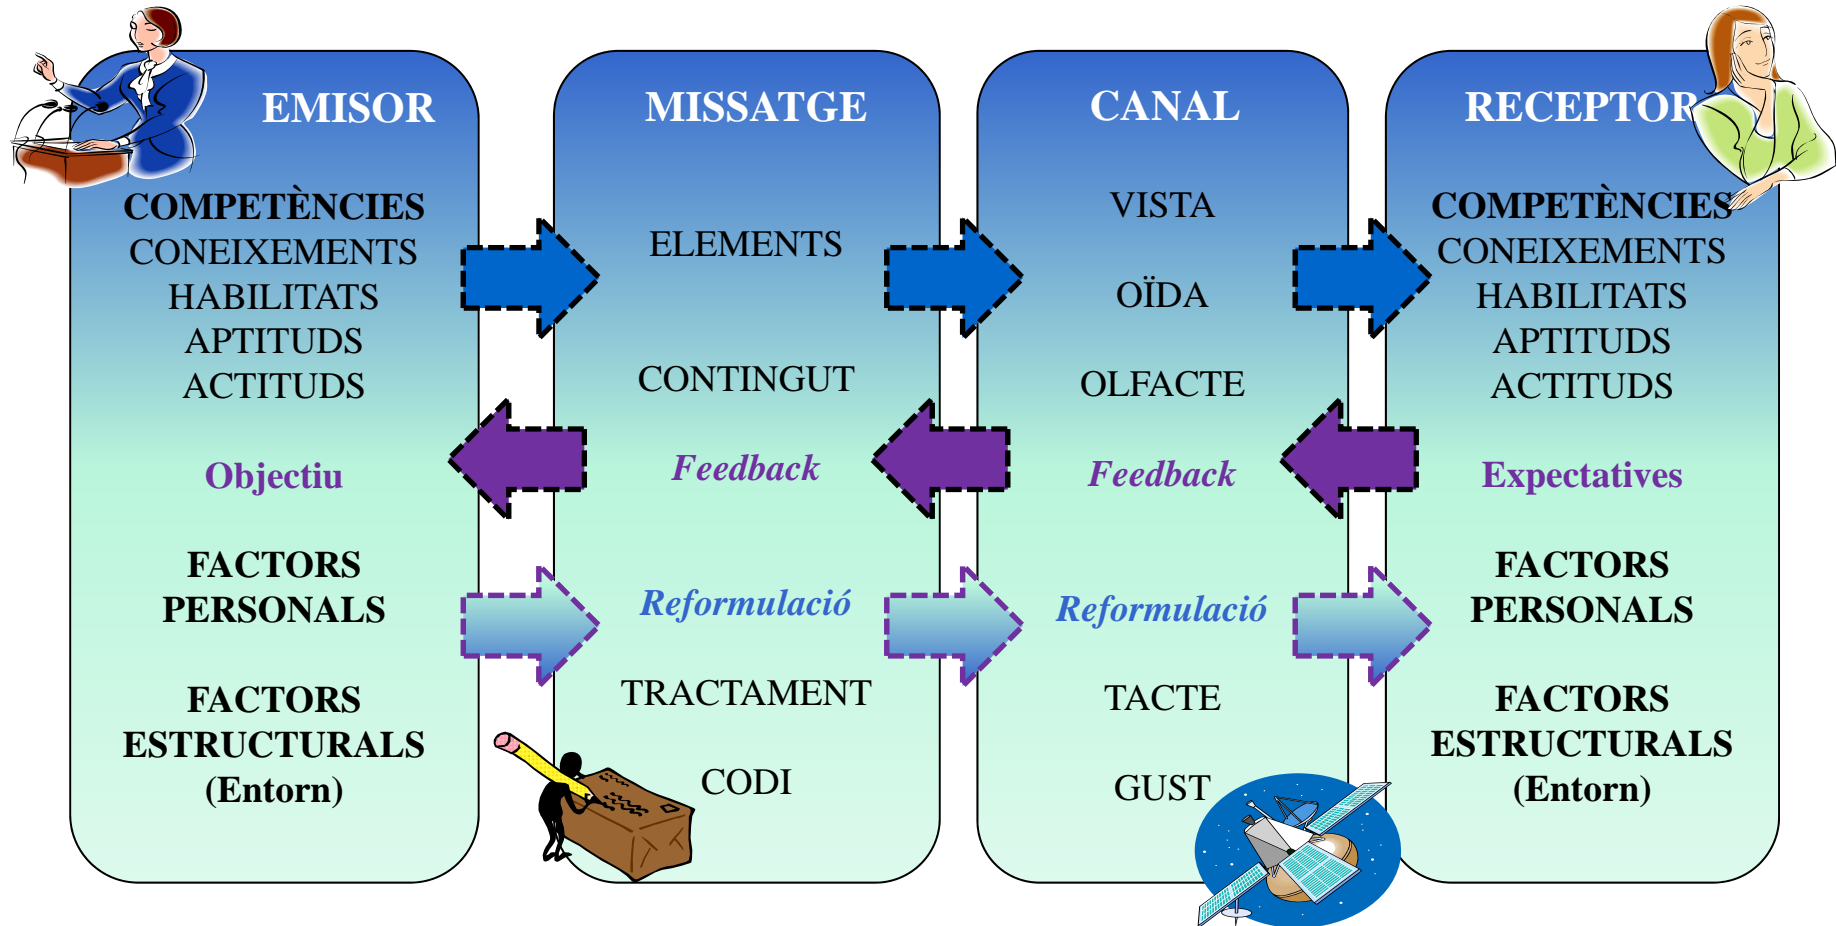 EMISOR
COMPETÈNCIES
CONEIXEMENTS
HABILITATS
APTITUDS
ACTITUDS
Objectiu
FACTORS
PERSONALS
FACTORS
ESTRUCTURALS
(Entorn)
MISSATGE
ELEMENTS
CONTINGUT
Feedback
Reformulació
TRACTAMENT
CODI
CANAL
VISTA
OÏDA
OLFACTE
Feedback
Reformulació
TACTE
GUST
RECEPTOR
COMPETÈNCIES
CONEIXEMENTS
HABILITATS
APTITUDS
ACTITUDS
Expectatives
FACTORS
PERSONALS
FACTORS
ESTRUCTURALS
(Entorn)